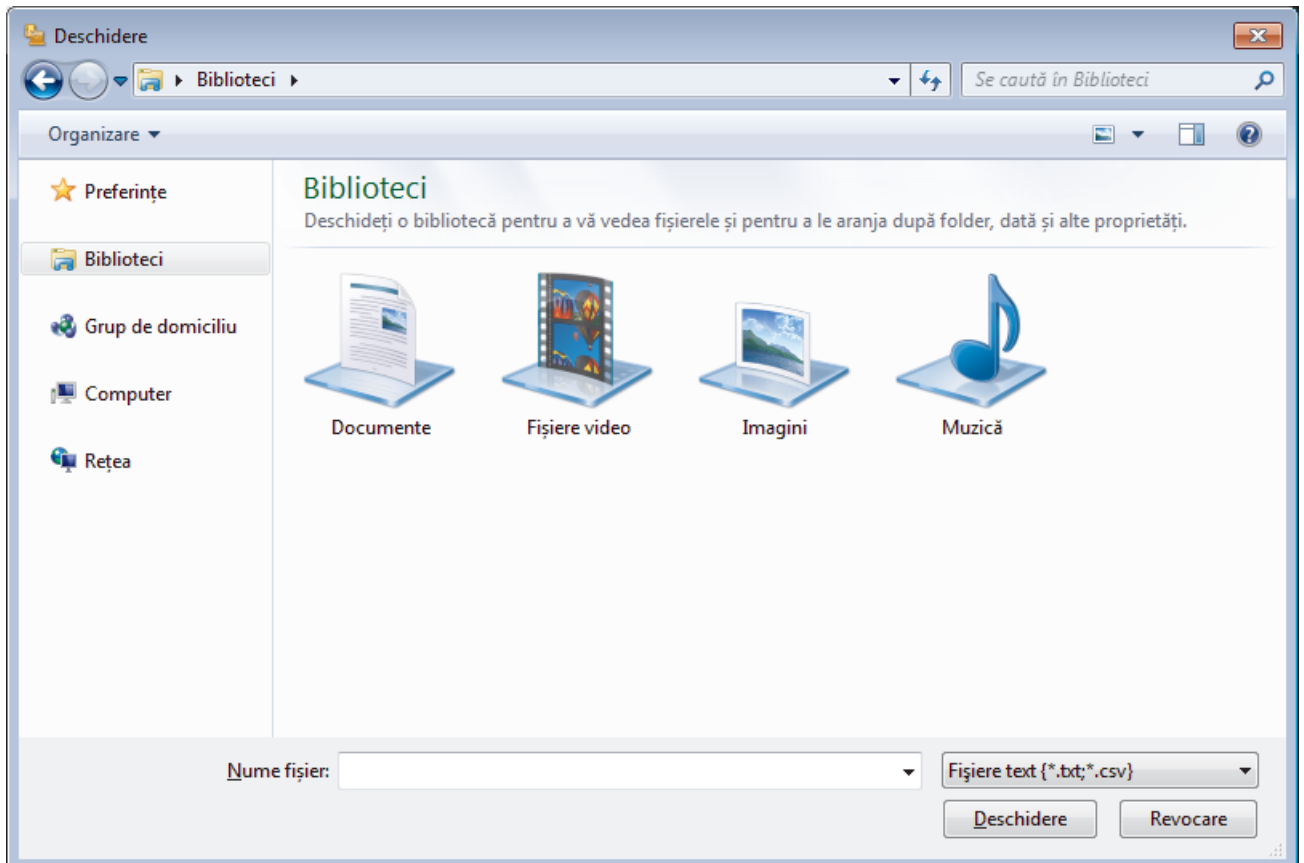 Deschidere
Biblioteci
Se caută în Biblioteci
Organizare
Preferințe
Biblioteci
Grup de domiciliu
Computer
Rețea
Biblioteci
Deschideți o bibliotecă pentru a vă vedea fișierele și pentru a le aranja după folder, dată și alte proprietăți.
Documente
Fișiere video
Imagini
Muzică
Nume fișier:
Fişiere text {*.txt;*.csv}
Deschidere
Revocare